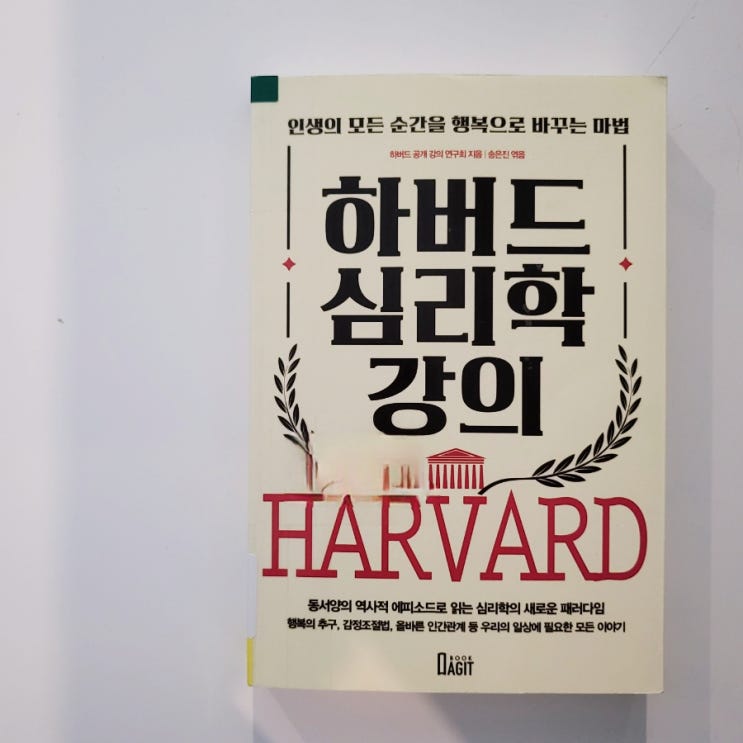 인생의 모든 순간을 행복으로 바꾸는 마법
하버드 공개 강의 연구회 지음 | 송은진 엮음
하버드
심리학
강의
HARVARD
동서양의 역사적 에피소드로 읽는 심리학의 새로운 패러다임
행복의 추구, 감정조절법, 올바른 인간관계 등 우리의 일상에 필요한 모든 이야기
BOOK
AGIT